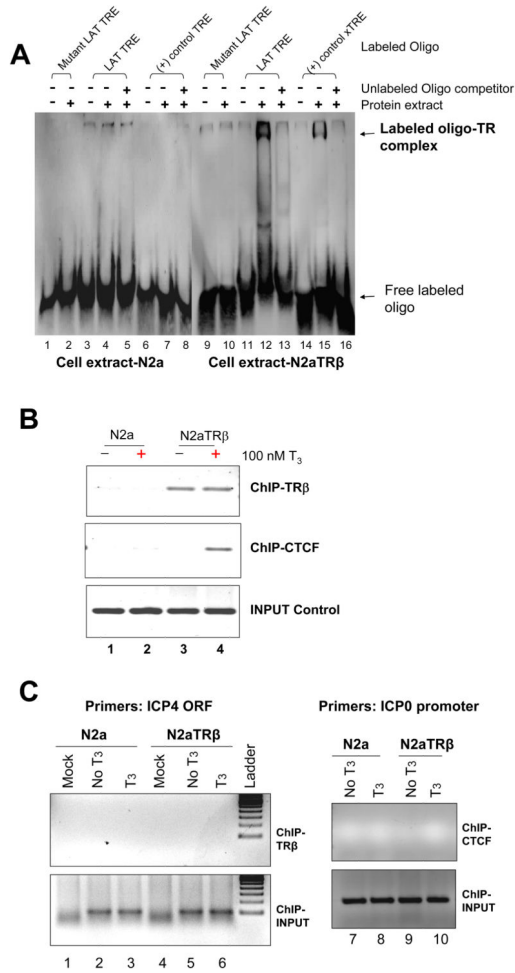 A
Mutant LAT TRE
LAT TRE
(+) control TRE
Mutant LAT TRE
LAT TRE
(+) control xTRE
Labeled Oligo
- - - - + - - + - - - - + - - + Unlabeled Oligo competitor
- + - + + - + + - + - + + - + + Protein extract
Labeled oligo-TR
complex
Free labeled
oligo
1 2 3 4 5 6 7 8 9 10 11 12 13 14 15 16
Cell extract-N2a Cell extract-N2aTRβ
B
N2a N2aTRβ
- + - + 100 nM T3
ChIP-TRβ
ChIP-CTCF
INPUT Control
1 2 3 4
C
Primers: ICP4 ORF
N2a N2aTRβ
Mock
No T3
T3
Mock
No T3
T3
Ladder
ChIP-
TRβ
ChIP-
INPUT
1 2 3 4 5 6
Primers: ICP0 promoter
N2a N2aTRβ
No T3
T3
No T3
T3
ChIP-
CTCF
ChIP-
INPUT
7 8 9 10